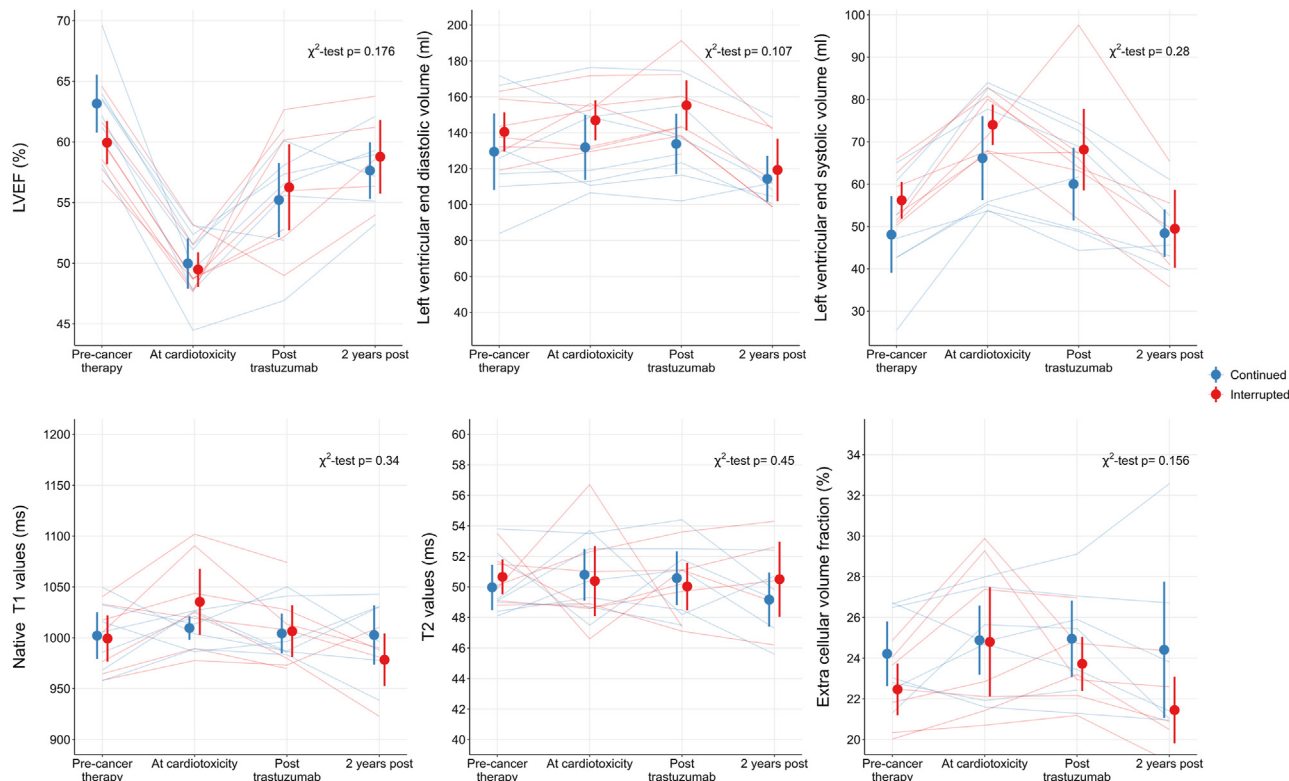 LVEF (%)
70
65
60
55
50
45
χ²-test p= 0.176
Pre-cancer
therapy
At cardiotoxicity
Post
trastuzumab
2 years post
Left ventricular end diastolic volume (ml)
200
180
160
140
120
100
80
60
40
χ²-test p= 0.107
Pre-cancer
therapy
At cardiotoxicity
Post
trastuzumab
2 years post
Left ventricular end systolic volume (ml)
100
90
80
70
60
50
40
30
χ²-test p= 0.28
Pre-cancer
therapy
At cardiotoxicity
Post
trastuzumab
2 years post
Continued
Interrupted
Native T1 values (ms)
1200
1100
1050
1000
950
900
χ²-test p= 0.34
Pre-cancer
therapy
At cardiotoxicity
Post
trastuzumab
2 years post
T2 values (ms)
60
58
56
54
52
50
48
46
44
42
40
χ²-test p= 0.45
Pre-cancer
therapy
At cardiotoxicity
Post
trastuzumab
2 years post
Extra cellular volume fraction (%)
34
32
30
28
26
24
22
20
χ²-test p= 0.156
Pre-cancer
therapy
At cardiotoxicity
Post
trastuzumab
2 years post